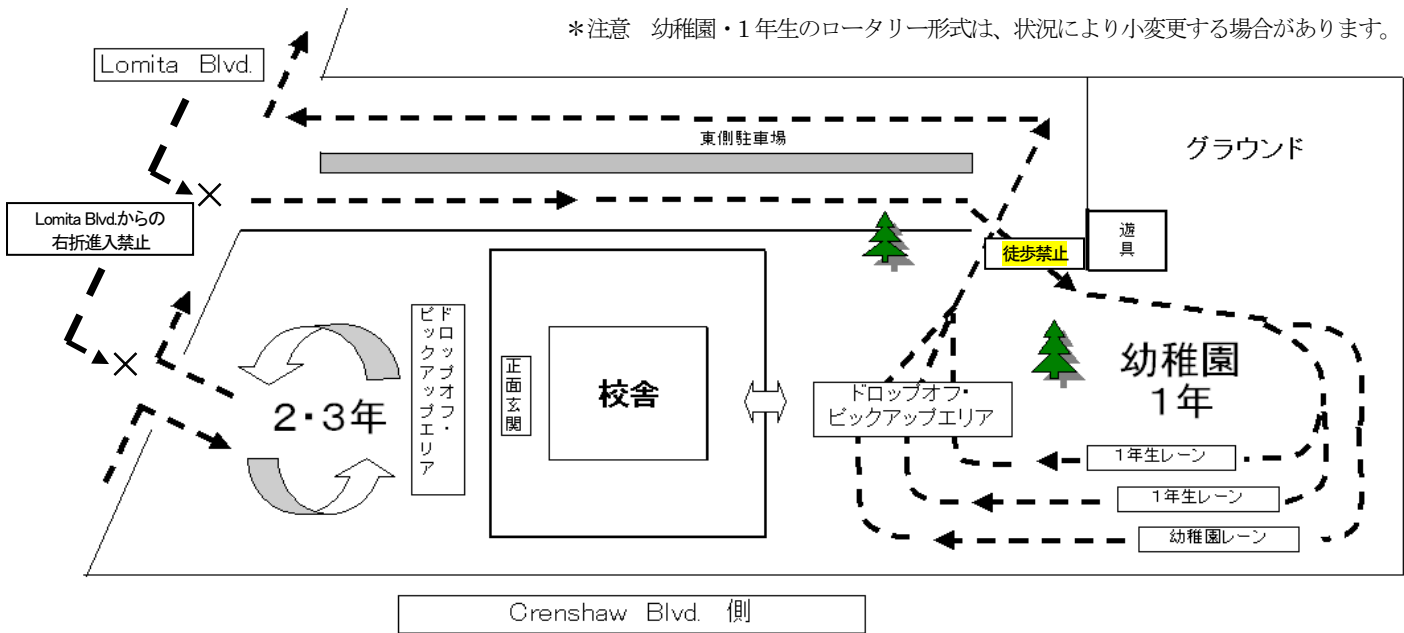 ＊注意　幼稚園・1年生のロータリー形式は、状況により小変更する場合があります。
Lomita Blvd.
東側駐車場
グラウンド
Lomita Blvd.からの
右折進入禁止
遊具
徒歩禁止
ドロップオフ・
ピックアップエリア
正面玄関
校舎
2・3年
ドロップオフ・
ピックアップエリア
幼稚園
1年
1年生レーン
1年生レーン
幼稚園レーン
Crenshaw Blvd. 側